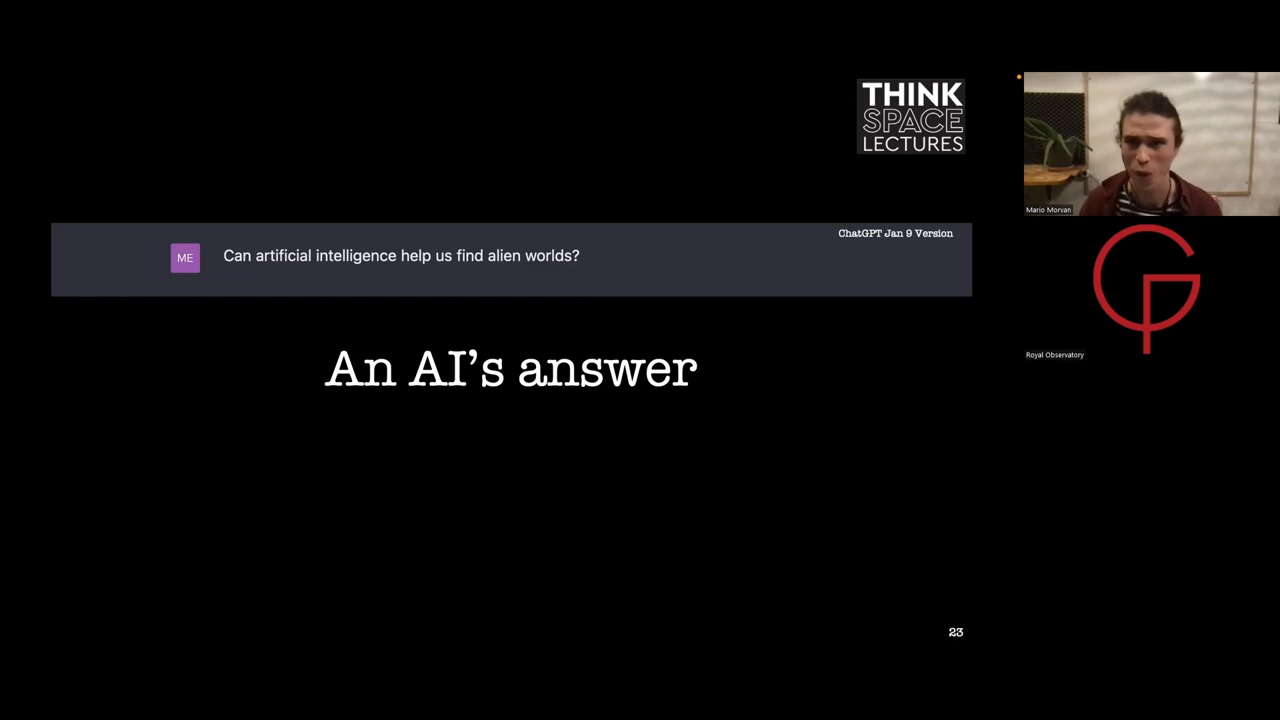 THINK
SPACE
LECTURES
Mario Morvan
ChatGPT Jan 9 Version
ME
Can artificial intelligence help us find alien worlds?
Royal Observatory
An AI’s answer
23